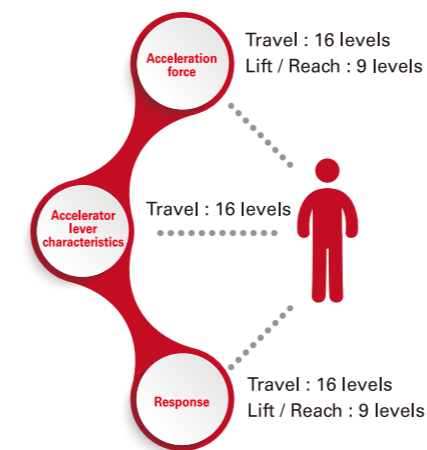 Acceleration
force
Travel : 16 levels
Lift / Reach : 9 levels
Accelerator
lever
characteristics
Travel : 16 levels
Response
Travel : 16 levels
Lift / Reach : 9 levels